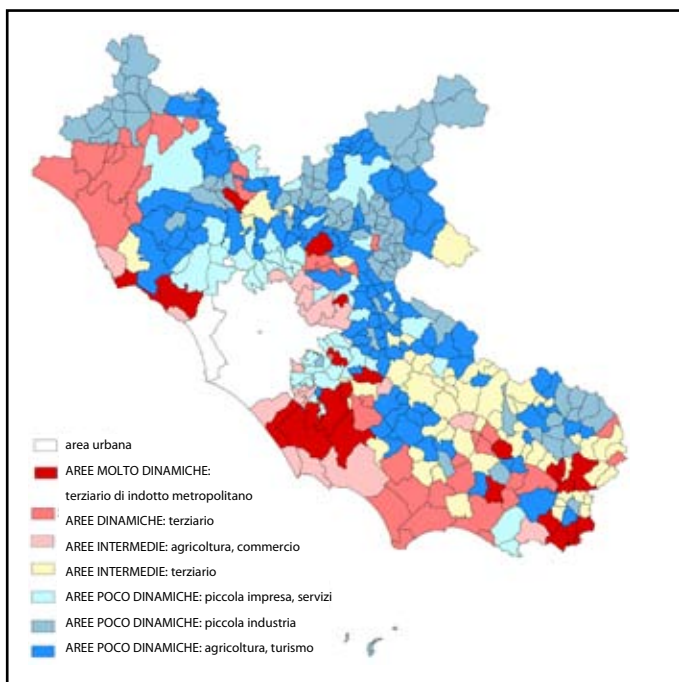 area urbana
AREE MOLTO DINAMICHE:
terziario di indotto metropolitano
AREE DINAMICHE: terziario
AREE INTERMEDIE: agricoltura, commercio
AREE INTERMEDIE: terziario
AREE POCO DINAMICHE: piccola impresa, servizi
AREE POCO DINAMICHE: piccola industria
AREE POCO DINAMICHE: agricoltura, turismo